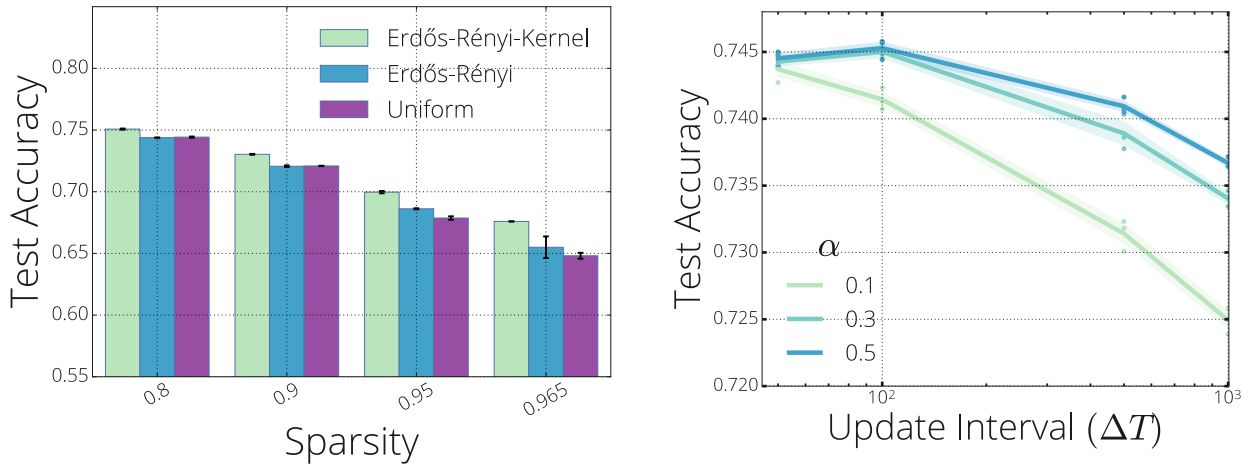 Test Accuracy
0.80
0.75
0.70
0.65
0.60
0.55
Erdős-Rényi-Kernel
Erdős-Rényi
Uniform
0.8
0.9
0.95
0.965
Sparsity
Test Accuracy
0.745
0.740
0.735
0.730
0.725
0.720
α
0.1
0.3
0.5
10²
10³
Update Interval (ΔT)